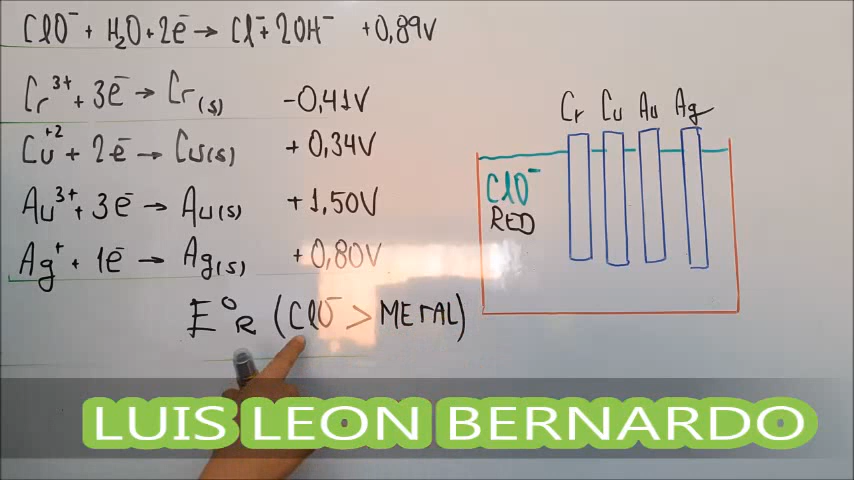 ClO⁻ + H₂O + 2e⁻ → Cl⁻ + 2OH⁻ +0,89V
Cr³⁺ + 3e⁻ → Cr(s) -0,41V
Cu⁺² + 2e⁻ → Cu(s) + 0,34V
Au³⁺ + 3e⁻ → Au(s) +1,50V
Ag⁺ + 1e⁻ → Ag(s) +0,80V
E°R (ClO⁻ > METAL)
Cr Cu Au Ag
ClO⁻
RED
LUIS LEON BERNARDO